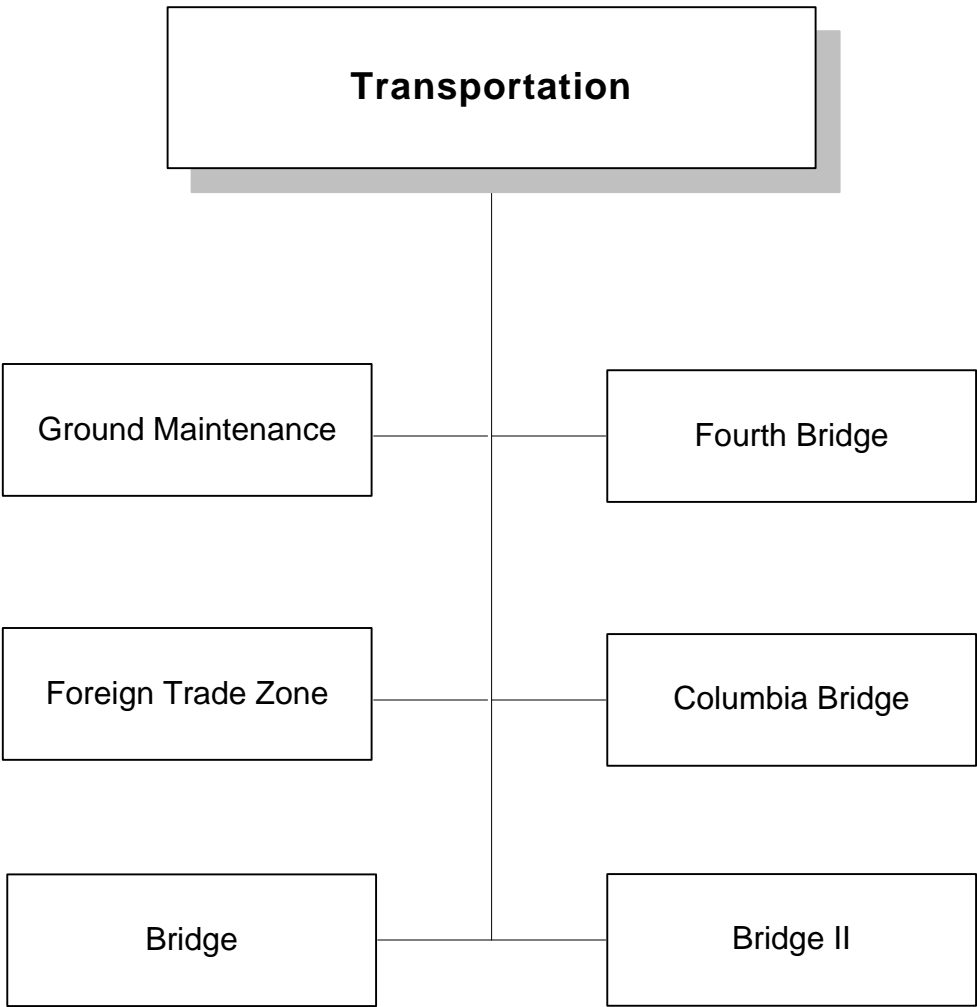 Transportation
Ground Maintenance
Fourth Bridge
Foreign Trade Zone
Columbia Bridge
Bridge
Bridge II